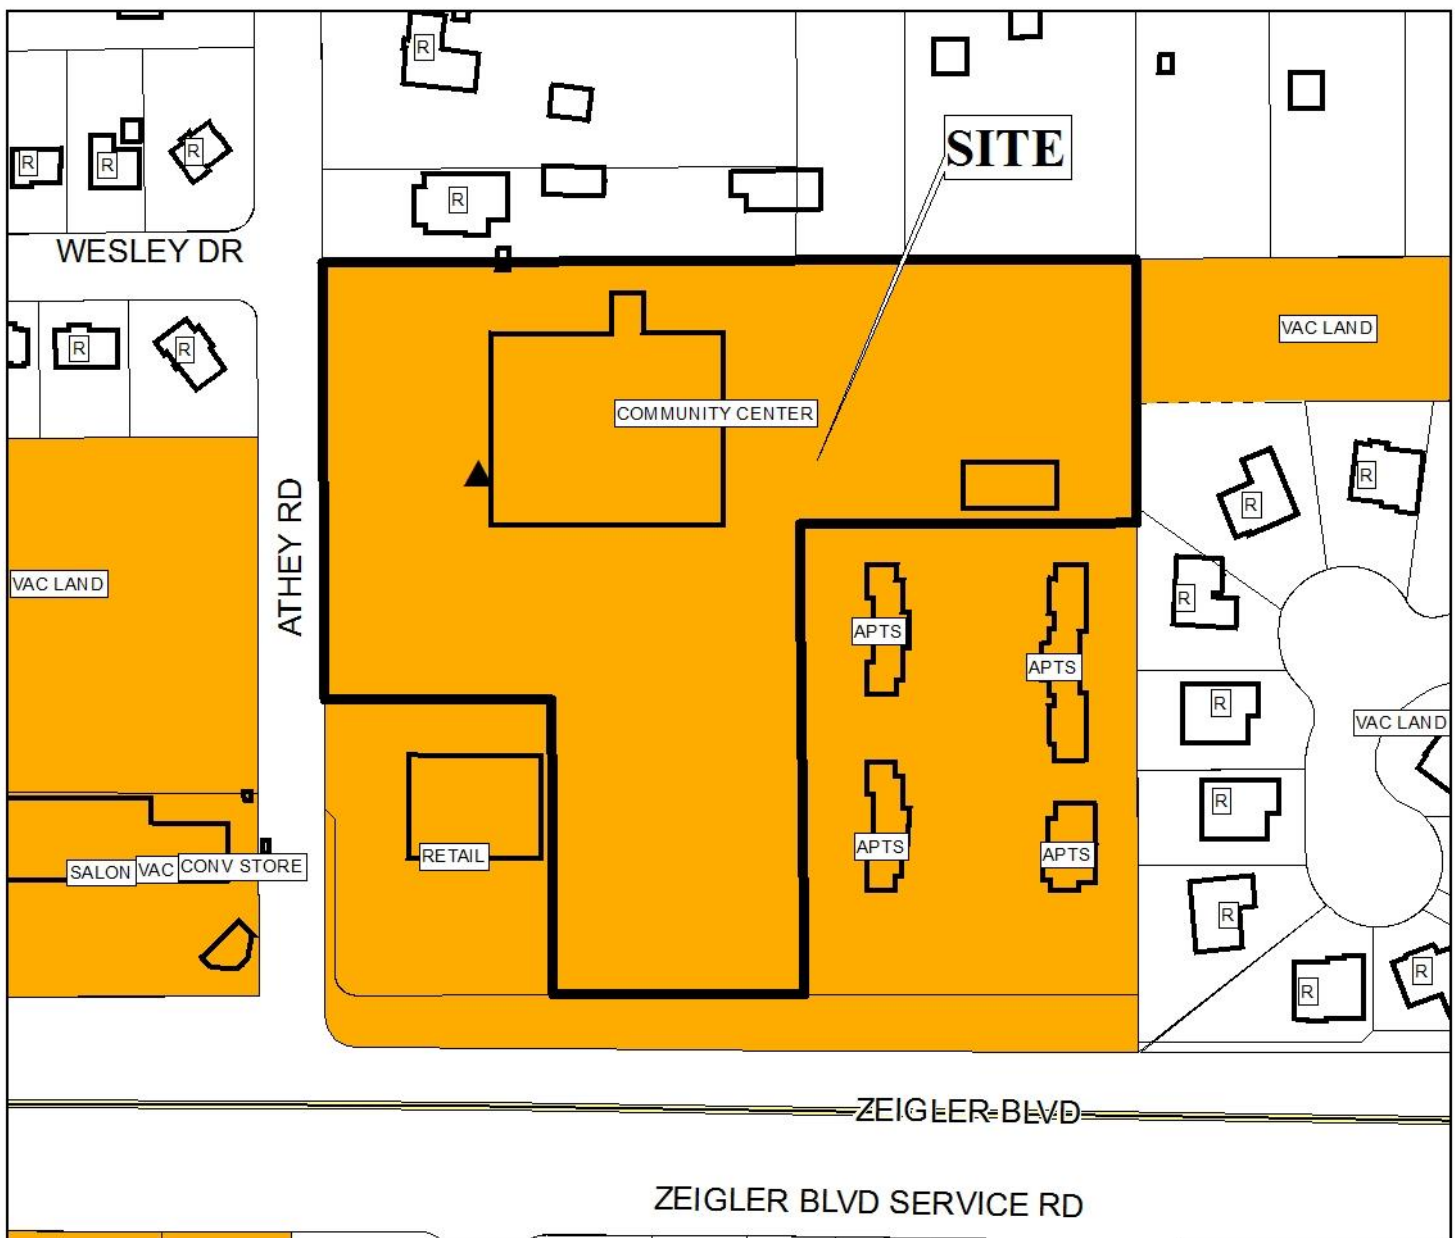 R
SITE
R
R
R
R
WESLEY DR
VAC LAND
R
R
COMMUNITY CENTER
R
R
ATHEY RD
VAC LAND
R
APTS
APTS
R
VAC LAND
R
RETAIL
APTS
APTS
SALON
VAC
CONV STORE
R
R
R
ZEIGLER BLVD
ZEIGLER BLVD SERVICE RD